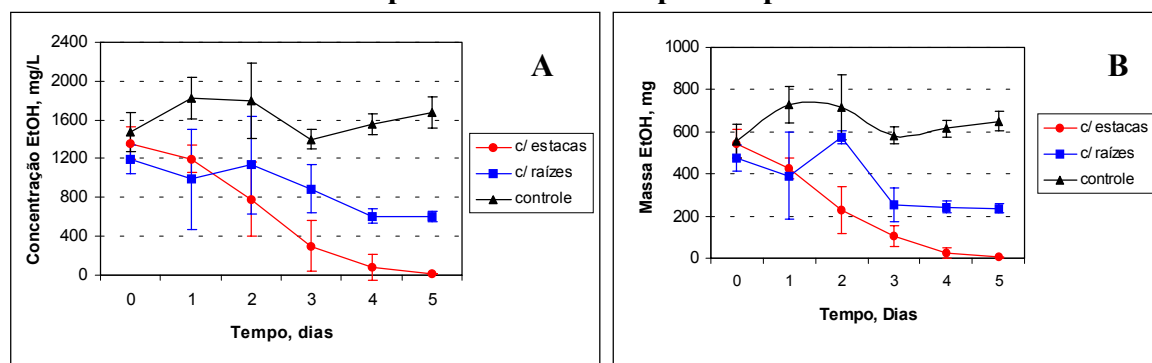 Concentração EtOH, mg/L
2400
2000
1600
1200
800
400
0
0 1 2 3 4 5
Tempo, dias
A
c/ estacas
c/ raízes
controle
Massa EtOH, mg
1000
800
600
400
200
0
0 1 2 3 4 5
Tempo, Dias
B
c/ estacas
c/ raízes
controle